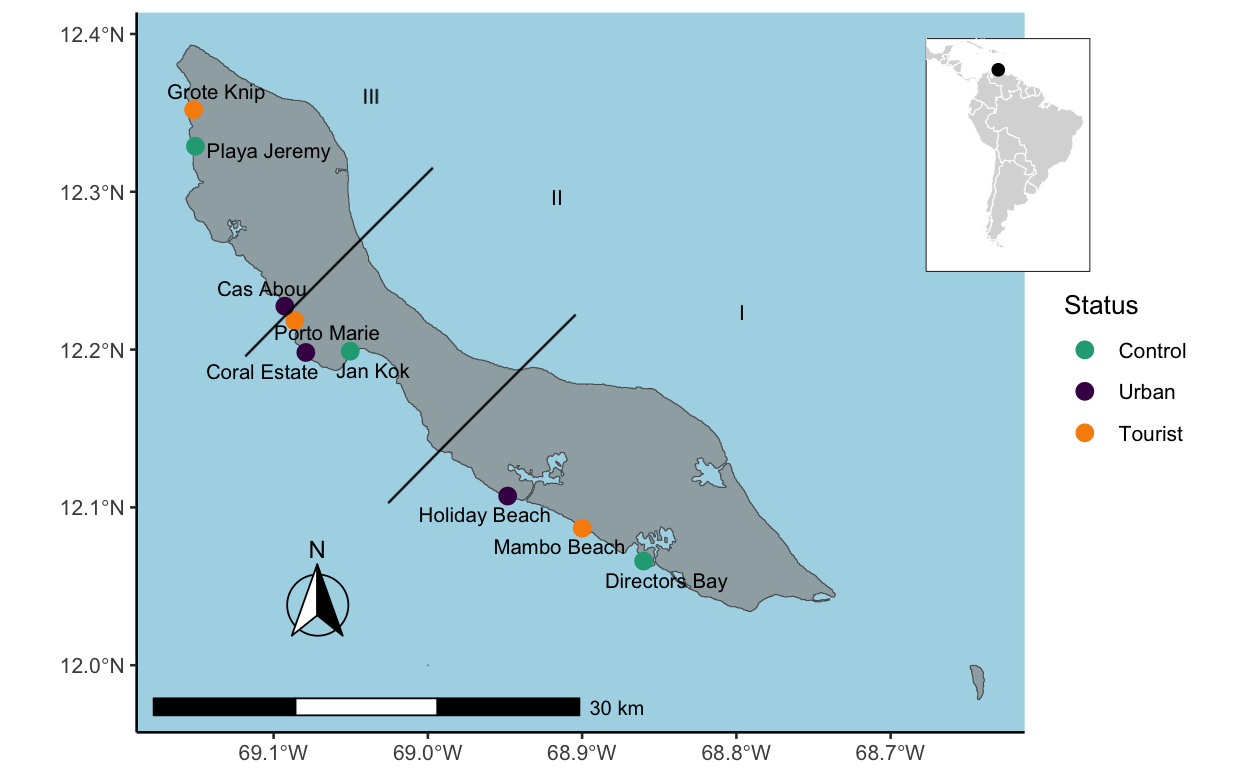 12.4°N
12.3°N
12.2°N
12.1°N
12.0°N
69.1°W
69.0°W
68.9°W
68.8°W
68.7°W
Grote Knip
Playa Jeremy
III
II
I
Cas Abou
Porto Marie
Coral Estate
Jan Kok
Holiday Beach
Mambo Beach
Directors Bay
N
30 km
Status
Control
Urban
Tourist